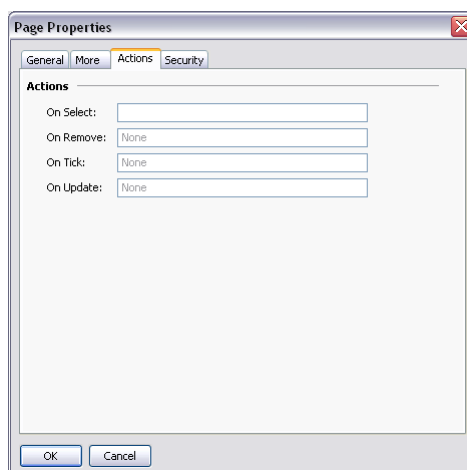 Page Properties
General More Actions Security
Actions
On Select:
On Remove: None
On Tick: None
On Update: None
OK Cancel